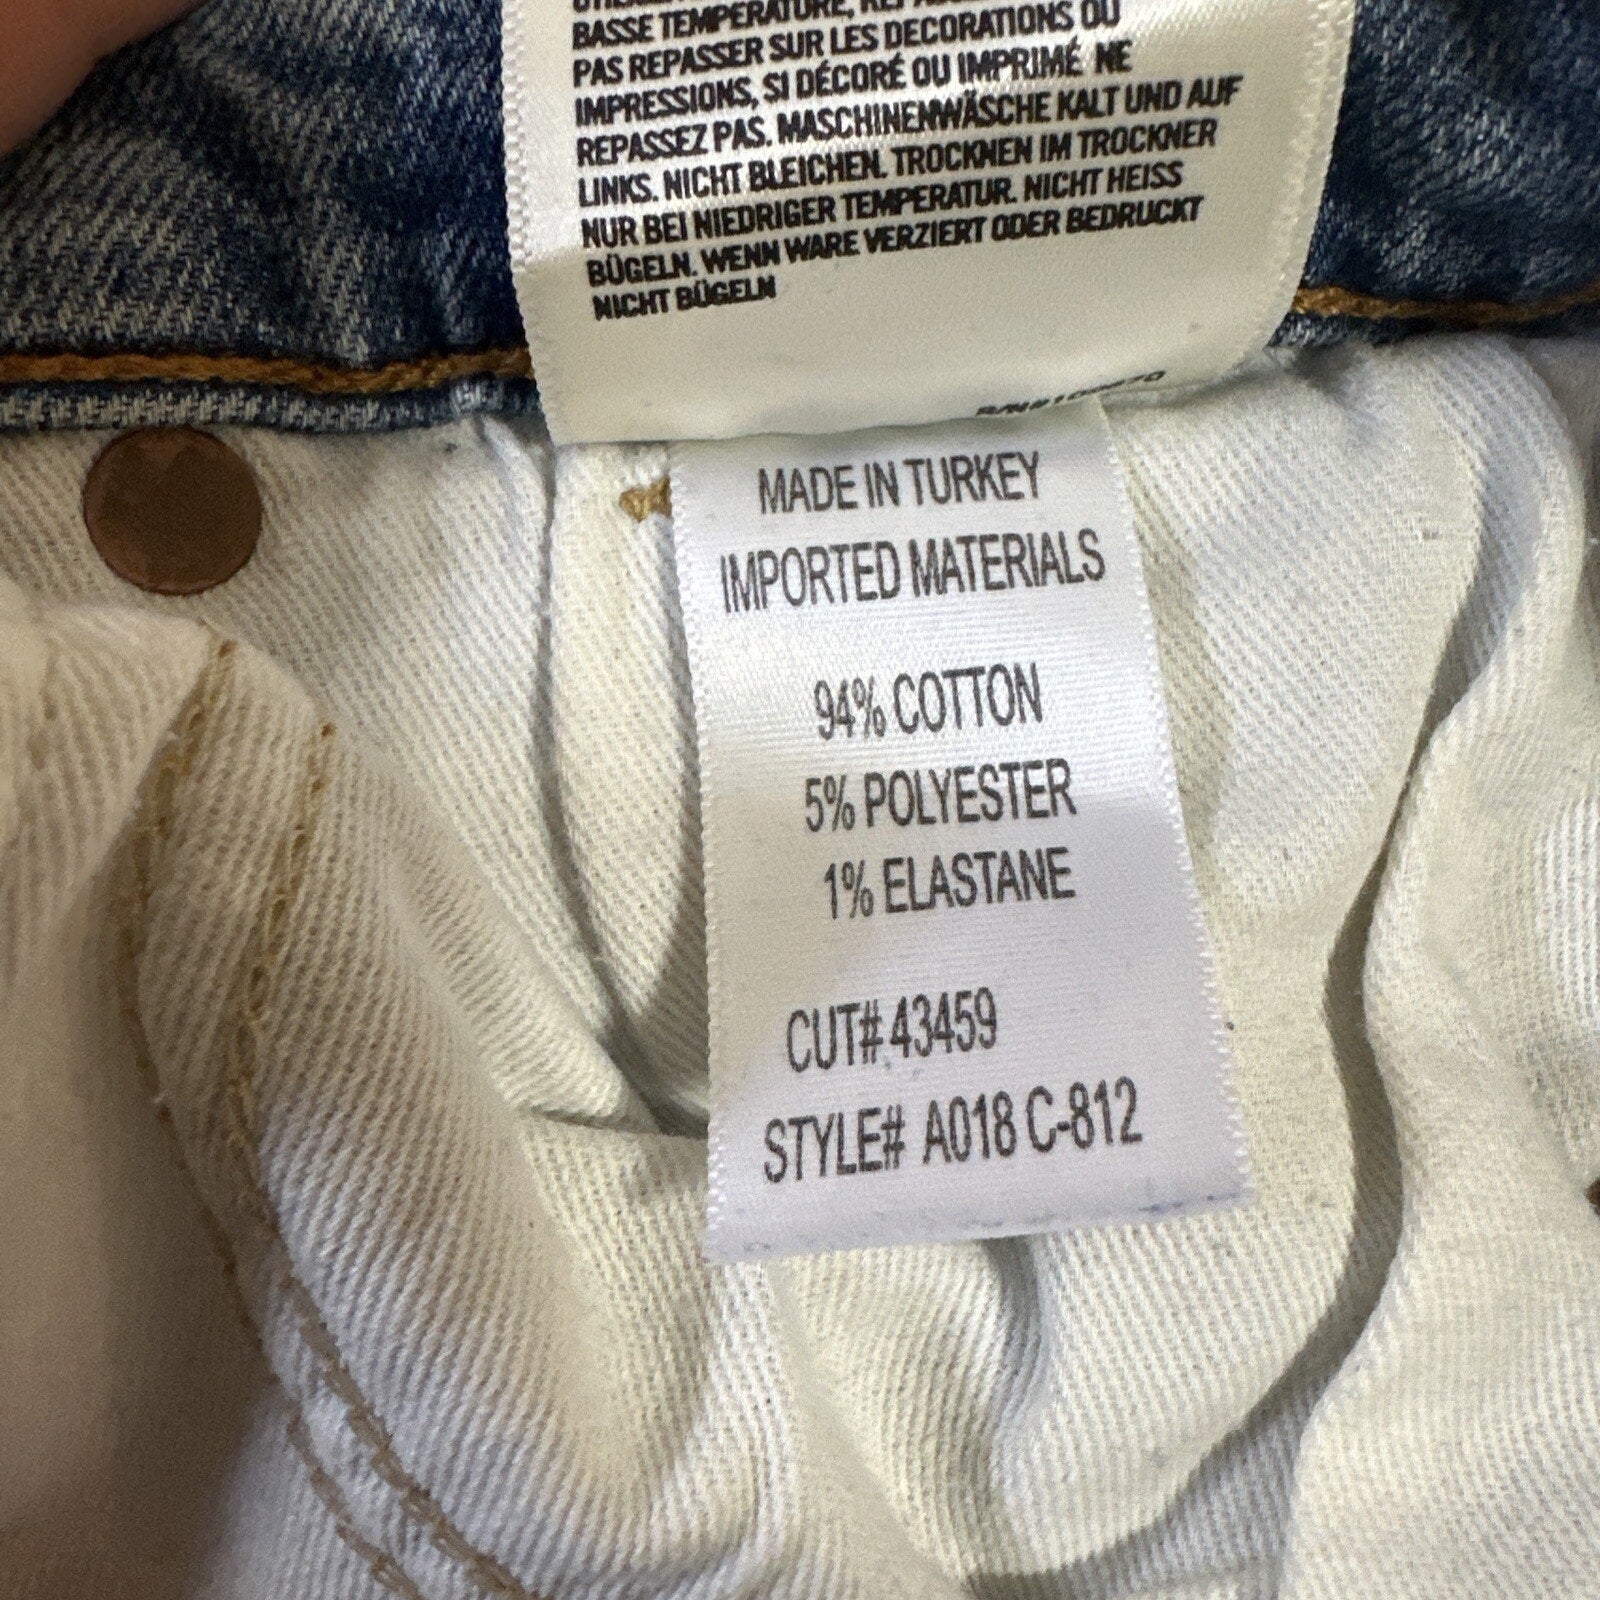 BASSE TEMPÉRATURE,
PAS REPASSER SUR LES DECORATIONS OU
IMPRESSIONS, SI DÉCORÉ OU IMPRIMÉ NE
REPASSEZ PAS. MASCHINENWÄSCHE KALT UND AUF
LINKS. NICHT BLEICHEN. TROCKNEN IM TROCKNER
NUR BEI NIEDRIGER TEMPERATUR. NICHT HEISS
BÜGELN. WENN WARE VERZIERT ODER BEDRUCKT
NICHT BÜGELN
MADE IN TURKEY
IMPORTED MATERIALS
94% COTTON
5% POLYESTER
1% ELASTANE
CUT# 43459
STYLE# A018 C-812